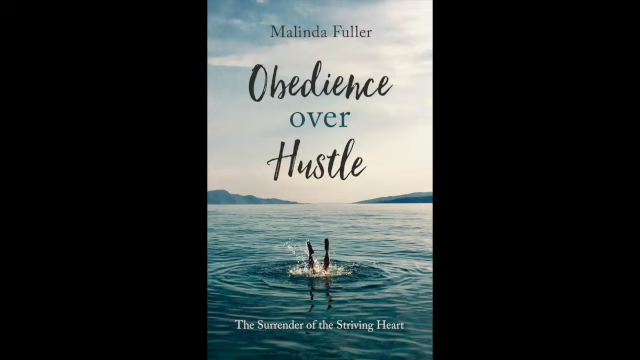 Malinda Fuller
Obedience
over
Hustle
The Surrender of the Striving Heart